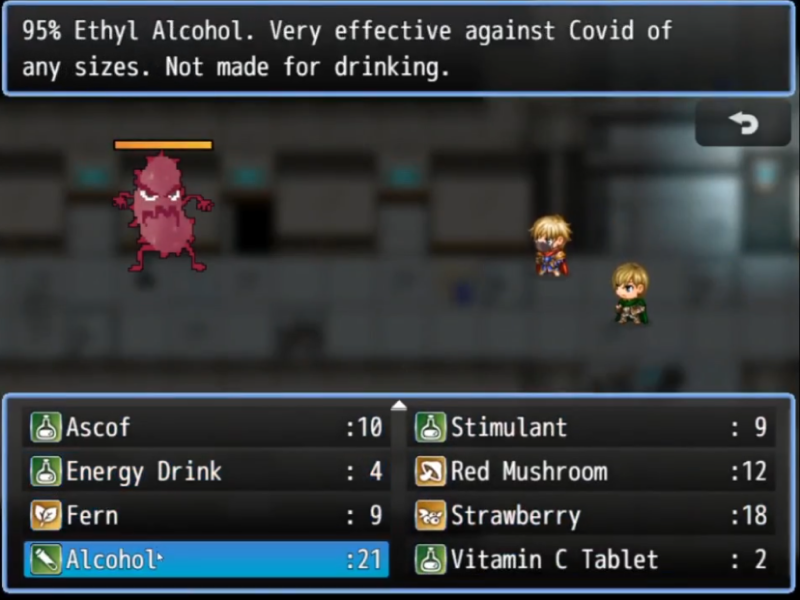 95% Ethyl Alcohol. Very effective against Covid of
any sizes. Not made for drinking.
Ascof :10 Stimulant : 9
Energy Drink : 4 Red Mushroom :12
Fern : 9 Strawberry :18
Alcohol :21 Vitamin C Tablet : 2